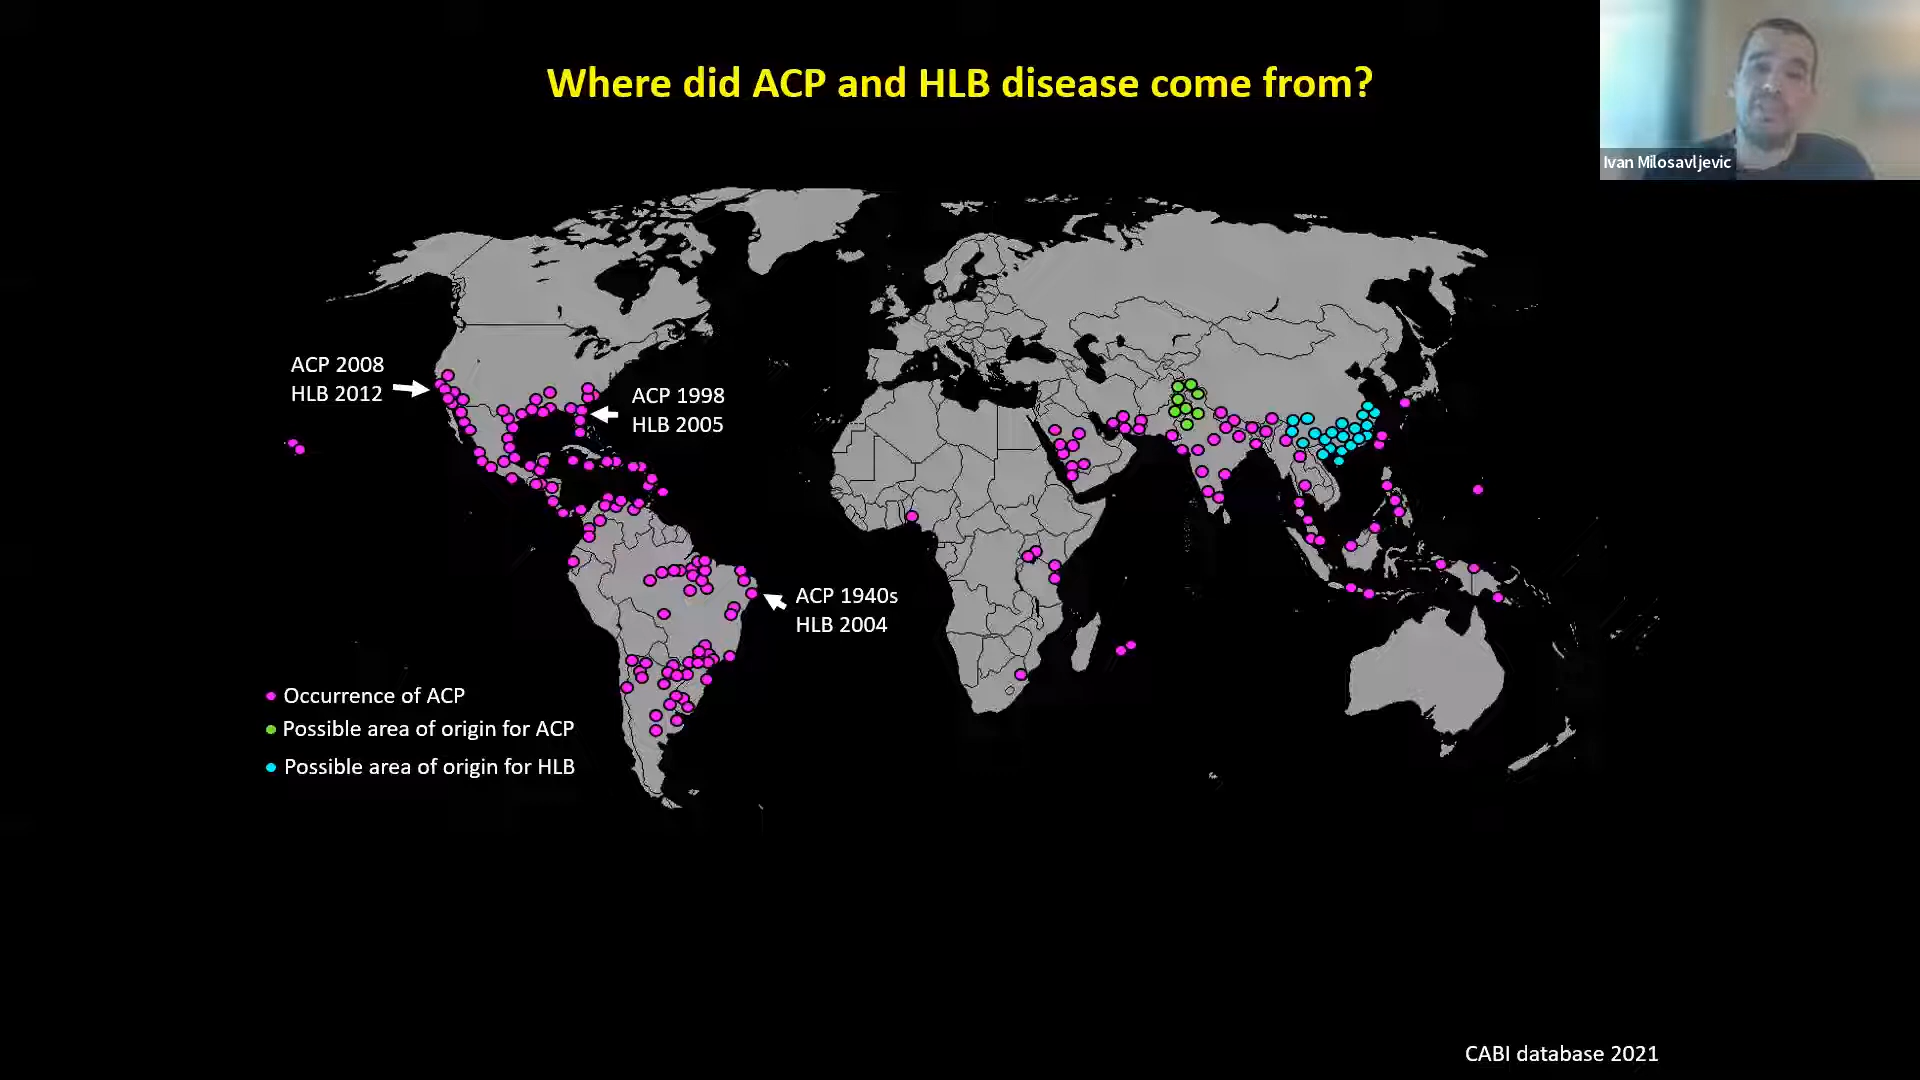 Where did ACP and HLB disease come from?
Ivan Milosavljevic
ACP 2008
HLB 2012
ACP 1998
HLB 2005
ACP 1940s
HLB 2004
Occurrence of ACP
Possible area of origin for ACP
Possible area of origin for HLB
CABI database 2021